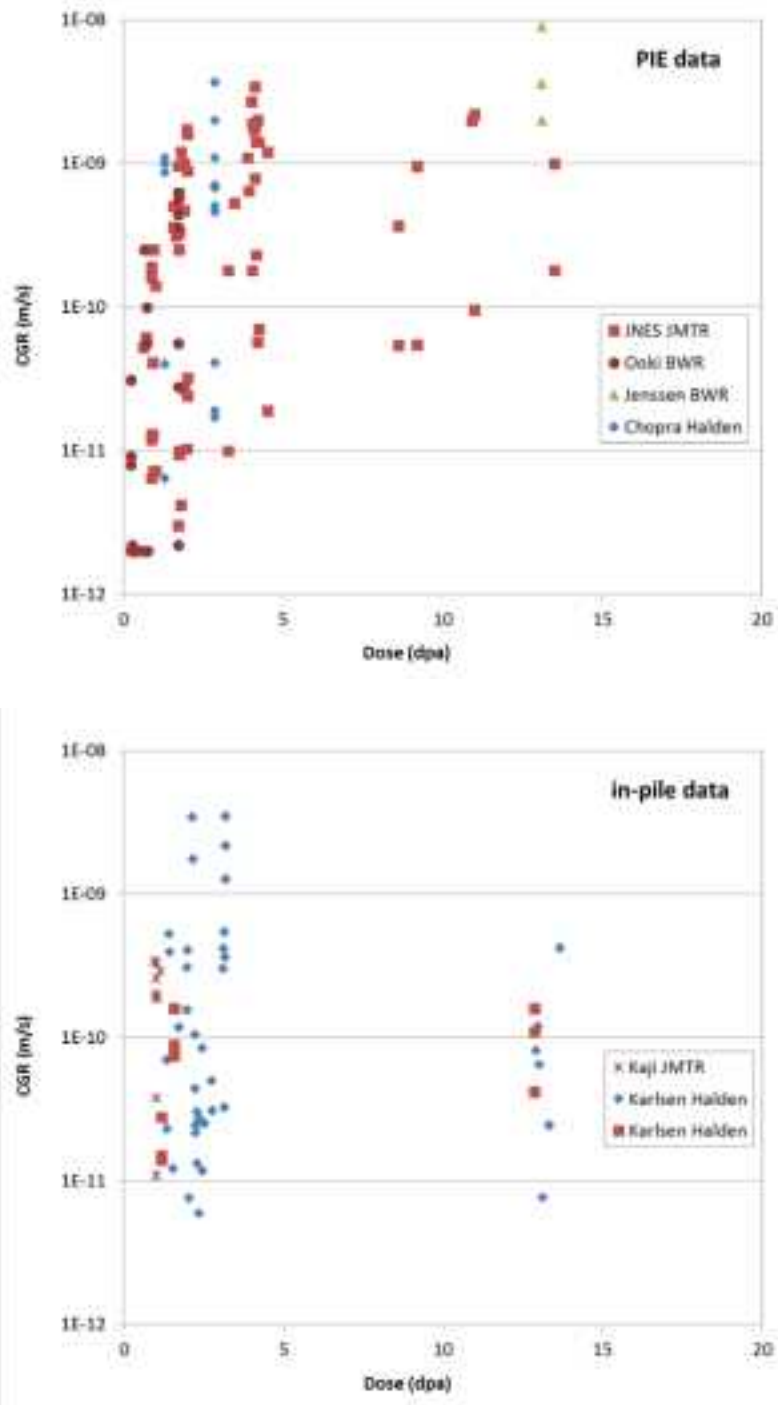 1E-08
PIE data
1E-09
1E-10
1E-11
1E-12
CGR (m/s)
JNES JMTR
Ooki BWR
Jenssen BWR
Chopra Halden
0 5 10 15 20
Dose (dpa)
1E-08
in-pile data
1E-09
1E-10
1E-11
1E-12
CGR (m/s)
Kaji JMTR
Karlsen Halden
Karlsen Halden
0 5 10 15 20
Dose (dpa)